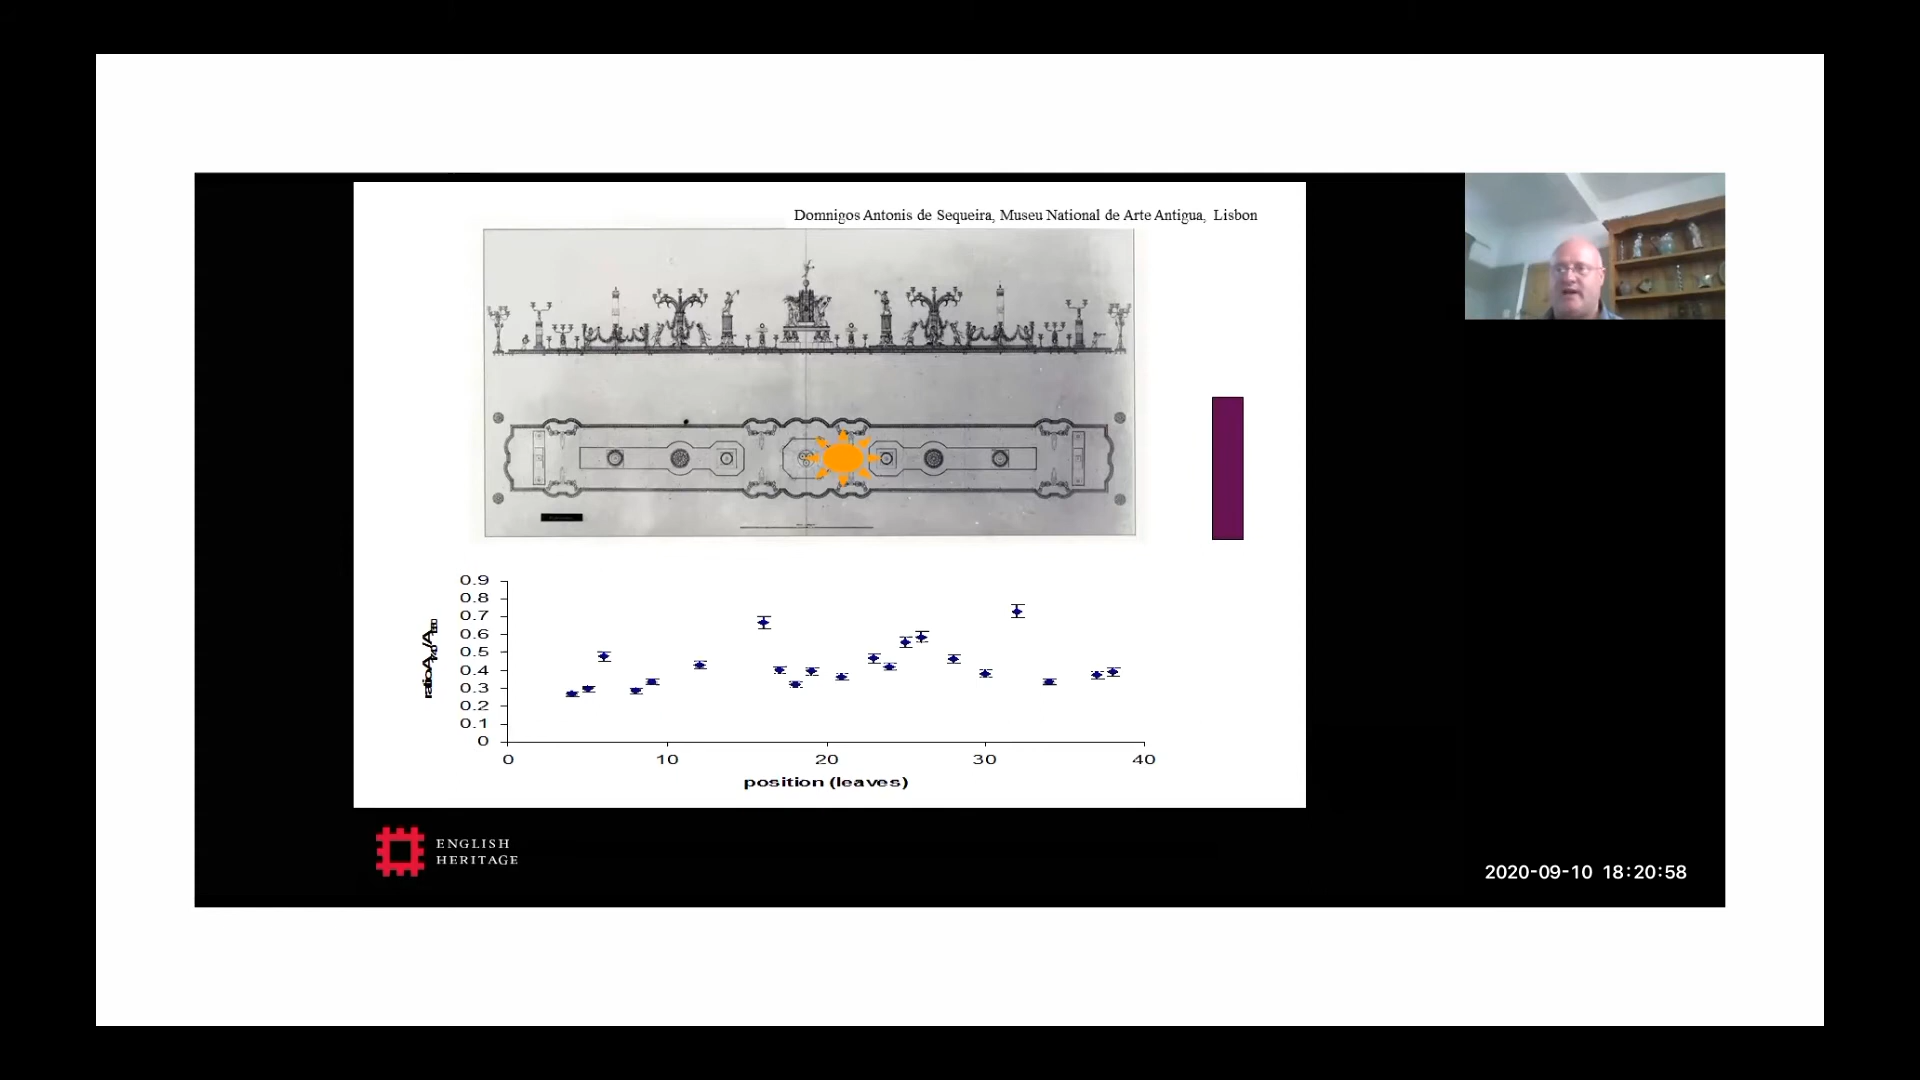 Domnigos Antonis de Sequeira, Museu National de Arte Antigua, Lisbon
0.9
0.8
0.7
0.6
0.5
0.4
0.3
0.2
0.1
0
0 10 20 30 40
position (leaves)
ENGLISH
HERITAGE
2020-09-10 18:20:58